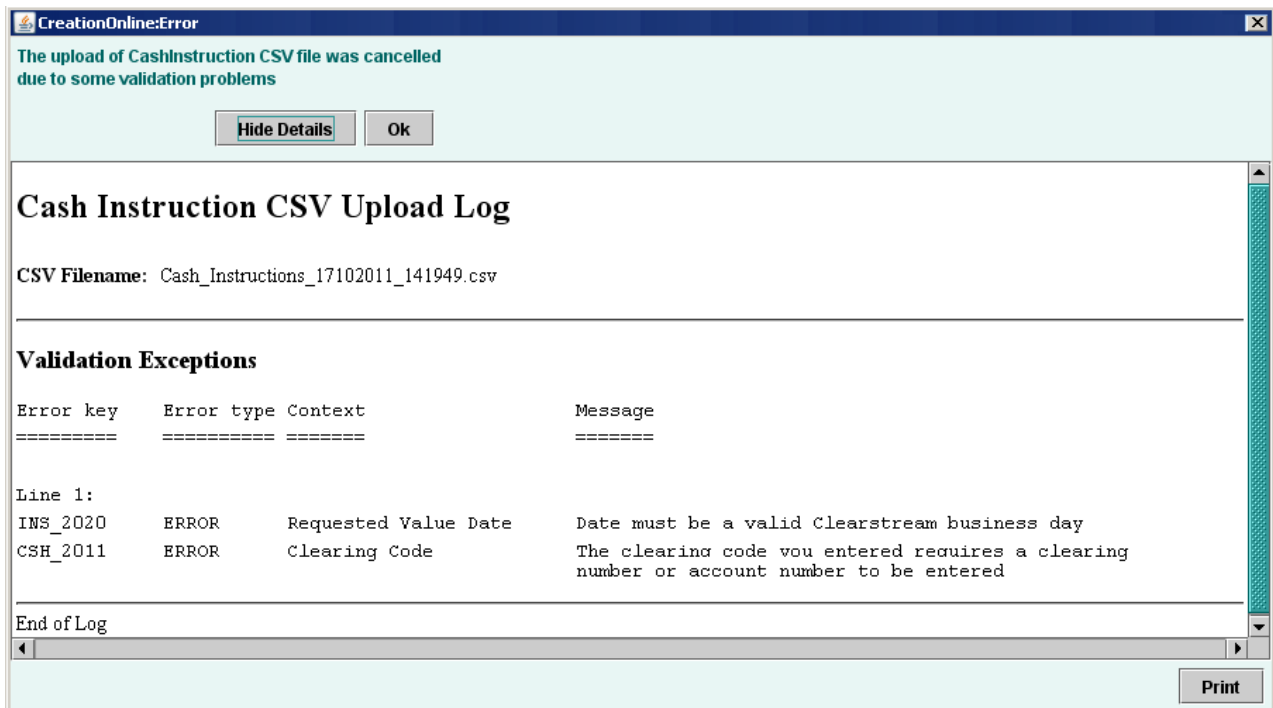 CreationOnline:Error
The upload of CashInstruction CSV file was cancelled
due to some validation problems
Hide Details Ok
Cash Instruction CSV Upload Log
CSV Filename: Cash_Instructions_17102011_141949.csv
Validation Exceptions
Error key Error type Context Message
========= ========== ======= =======
Line 1:
INS_2020 ERROR Requested Value Date Date must be a valid Clearstream business day
CSH_2011 ERROR Clearing Code The clearing code you entered requires a clearing
number or account number to be entered
End of Log
Print